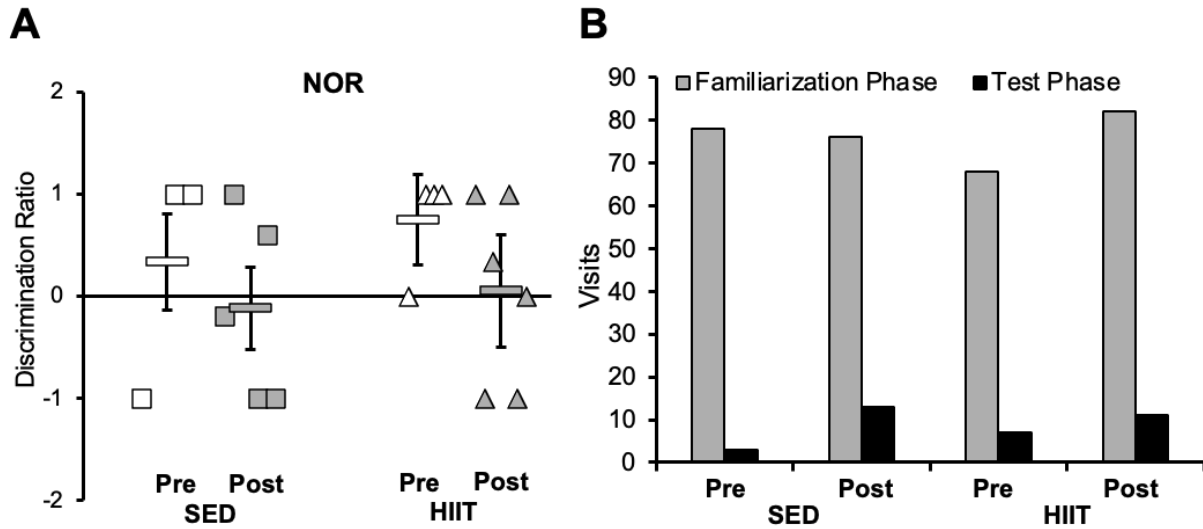 A
NOR
Discrimination Ratio
2
1
0
-1
-2
Pre Post Pre Post
SED HIIT
B
Familiarization Phase Test Phase
Visits
90
80
70
60
50
40
30
20
10
0
Pre Post Pre Post
SED HIIT